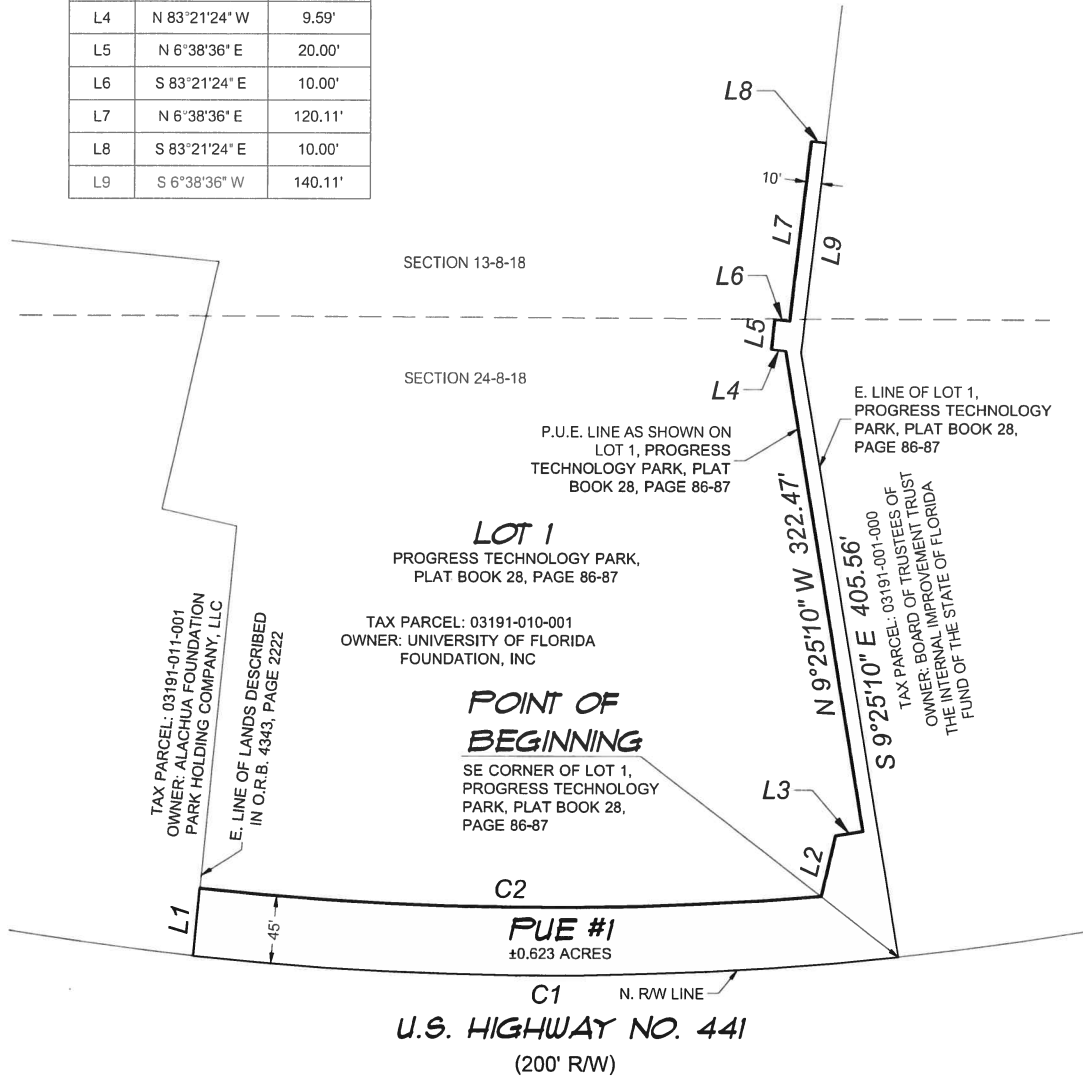 L4 N 83°21'24" W 9.59'
L5 N 6°38'36" E 20.00'
L6 S 83°21'24" E 10.00'
L7 N 6°38'36" E 120.11'
L8 S 83°21'24" E 10.00'
L9 S 6°38'36" W 140.11'
L8
10'
L7
L9
SECTION 13-8-18
L6
L5
SECTION 24-8-18
L4
E. LINE OF LOT 1,
PROGRESS TECHNOLOGY
PARK, PLAT BOOK 28,
PAGE 86-87
P.U.E. LINE AS SHOWN ON
LOT 1, PROGRESS
TECHNOLOGY PARK, PLAT
BOOK 28, PAGE 86-87
LOT 1
PROGRESS TECHNOLOGY PARK,
PLAT BOOK 28, PAGE 86-87
TAX PARCEL: 03191-010-001
OWNER: UNIVERSITY OF FLORIDA
FOUNDATION, INC
N 9°25'10" W 322.47'
S 9°25'10" E 405.56'
TAX PARCEL: 03191-001-000
OWNER: BOARD OF TRUSTEES OF
THE INTERNAL IMPROVEMENT TRUST
FUND OF THE STATE OF FLORIDA
TAX PARCEL: 03191-011-001
OWNER: ALACHUA FOUNDATION
PARK HOLDING COMPANY, LLC
E. LINE OF LANDS DESCRIBED
IN O.R.B. 4343, PAGE 2222
POINT OF
BEGINNING
SE CORNER OF LOT 1,
PROGRESS TECHNOLOGY
PARK, PLAT BOOK 28,
PAGE 86-87
L3
L2
C2
L1
45'
PUE #1
±0.623 ACRES
C1
N. R/W LINE
U.S. HIGHWAY NO. 441
(200' R/W)